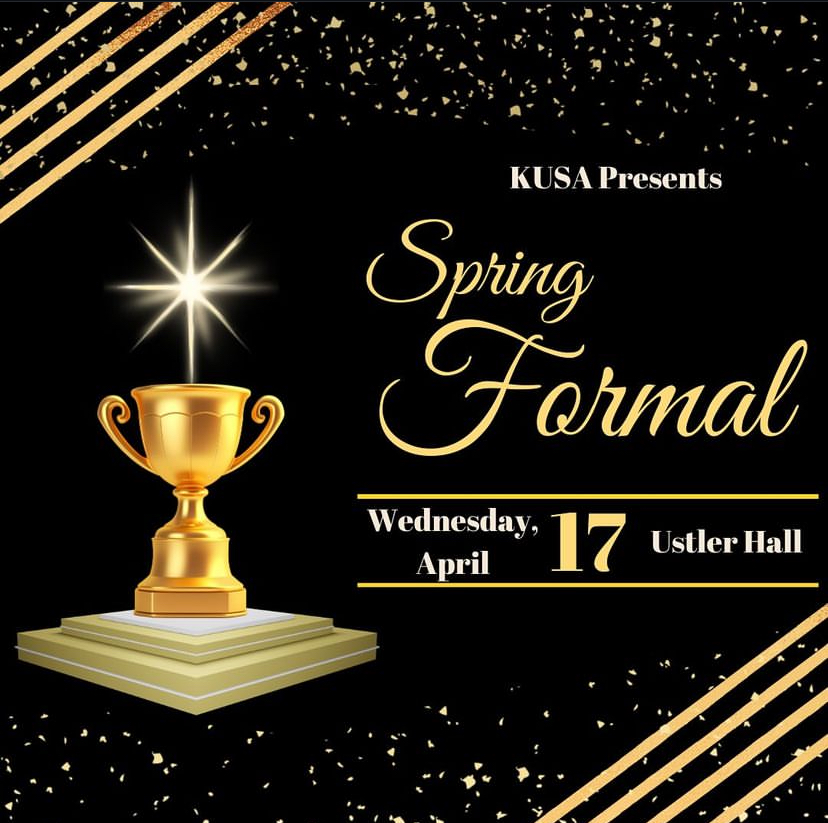 KUSA Presents
Spring
Formal
Wednesday,
April
17
Ustler Hall